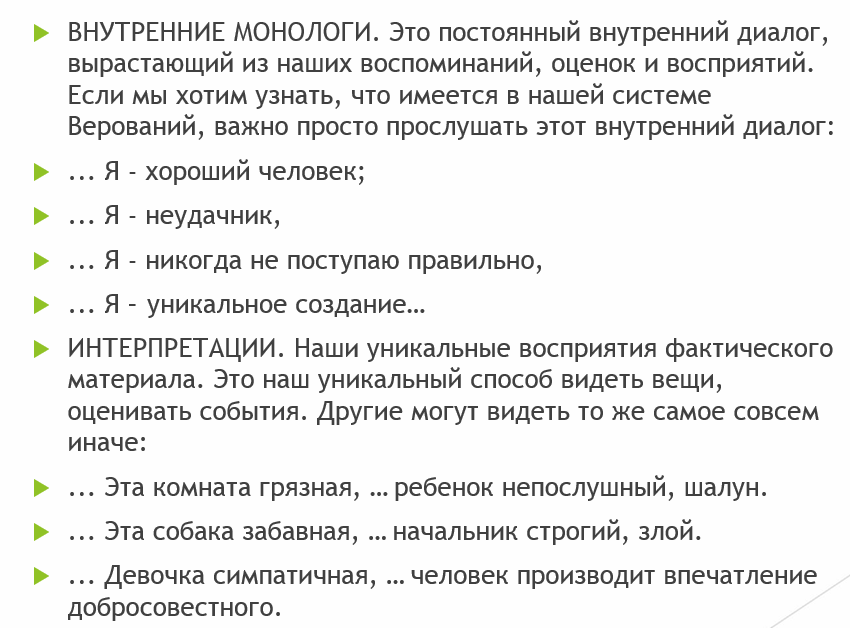 ВНУТРЕННИЕ МОНОЛОГИ. Это постоянный внутренний диалог,
вырастающий из наших воспоминаний, оценок и восприятий.
Если мы хотим узнать, что имеется в нашей системе
Верований, важно просто прослушать этот внутренний диалог:
... Я - хороший человек;
... Я - неудачник,
... Я - никогда не поступаю правильно,
... Я – уникальное создание…
ИНТЕРПРЕТАЦИИ. Наши уникальные восприятия фактического
материала. Это наш уникальный способ видеть вещи,
оценивать события. Другие могут видеть то же самое совсем
иначе:
... Эта комната грязная, … ребенок непослушный, шалун.
... Эта собака забавная, … начальник строгий, злой.
... Девочка симпатичная, … человек производит впечатление
добросовестного.